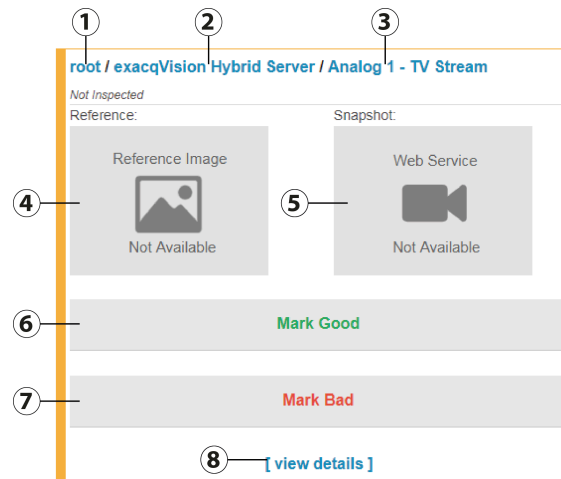 1 2 3
root / exacqVision Hybrid Server / Analog 1 - TV Stream
Not Inspected
Reference: Snapshot:
Reference Image Web Service
4 5
Not Available Not Available
6 Mark Good
7 Mark Bad
8 [ view details ]